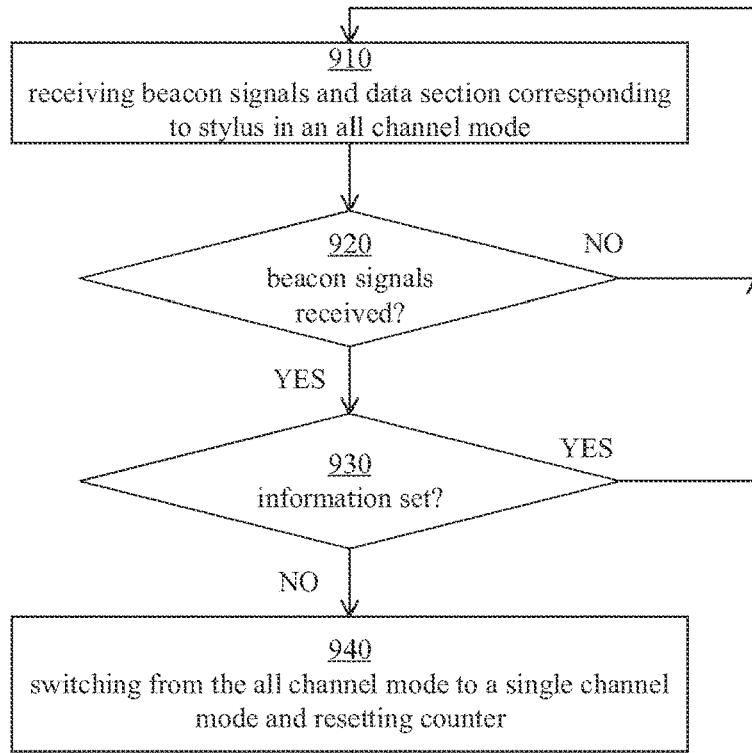 910
receiving beacon signals and data section corresponding
to stylus in an all channel mode
920
beacon signals
received?
NO
YES
930
information set?
YES
NO
940
switching from the all channel mode to a single channel
mode and resetting counter